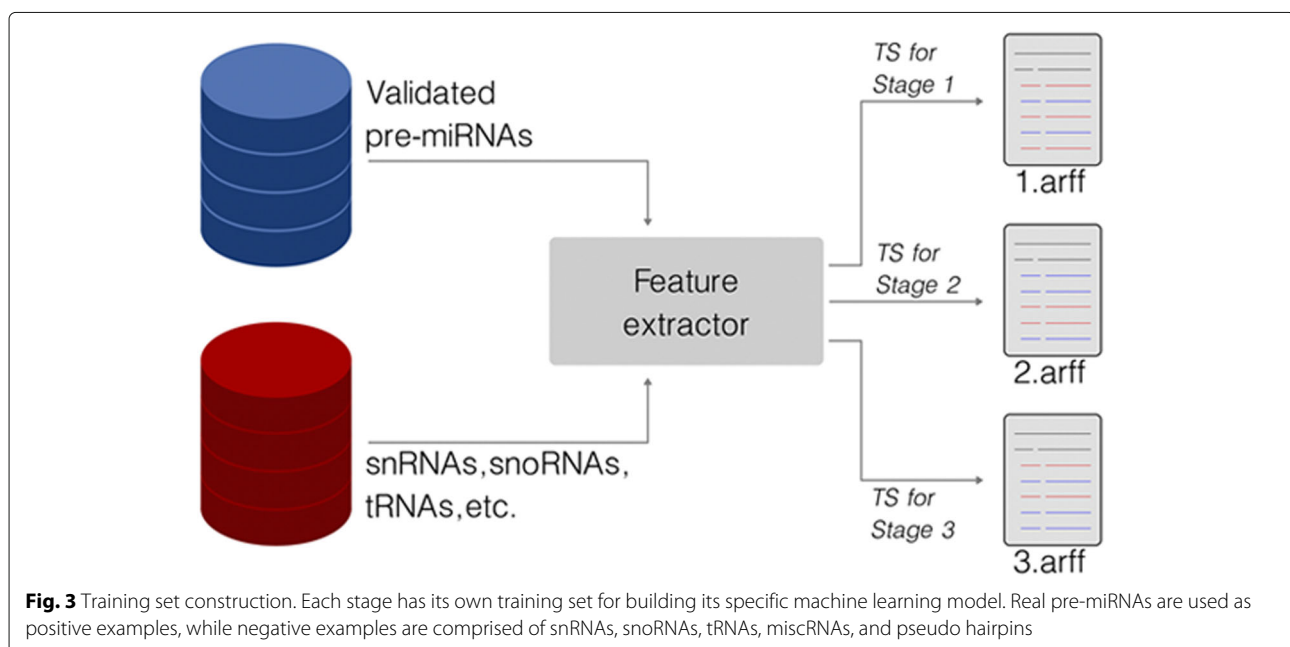 Validated
pre-miRNAs
snRNAs, snoRNAs,
tRNAs, etc.
Feature
extractor
TS for
Stage 1
1.arff
TS for
Stage 2
2.arff
TS for
Stage 3
3.arff
Fig. 3 Training set construction. Each stage has its own training set for building its specific machine learning model. Real pre-miRNAs are used as
positive examples, while negative examples are comprised of snRNAs, snoRNAs, tRNAs, miscRNAs, and pseudo hairpins